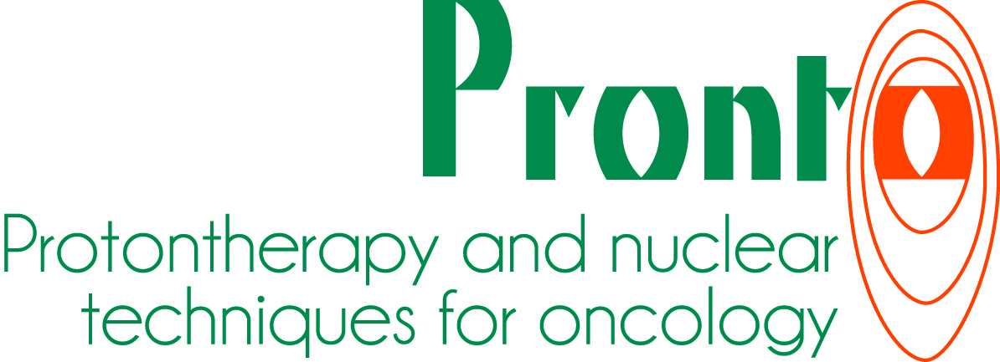 Pronto
Protontherapy and nuclear
techniques for oncology